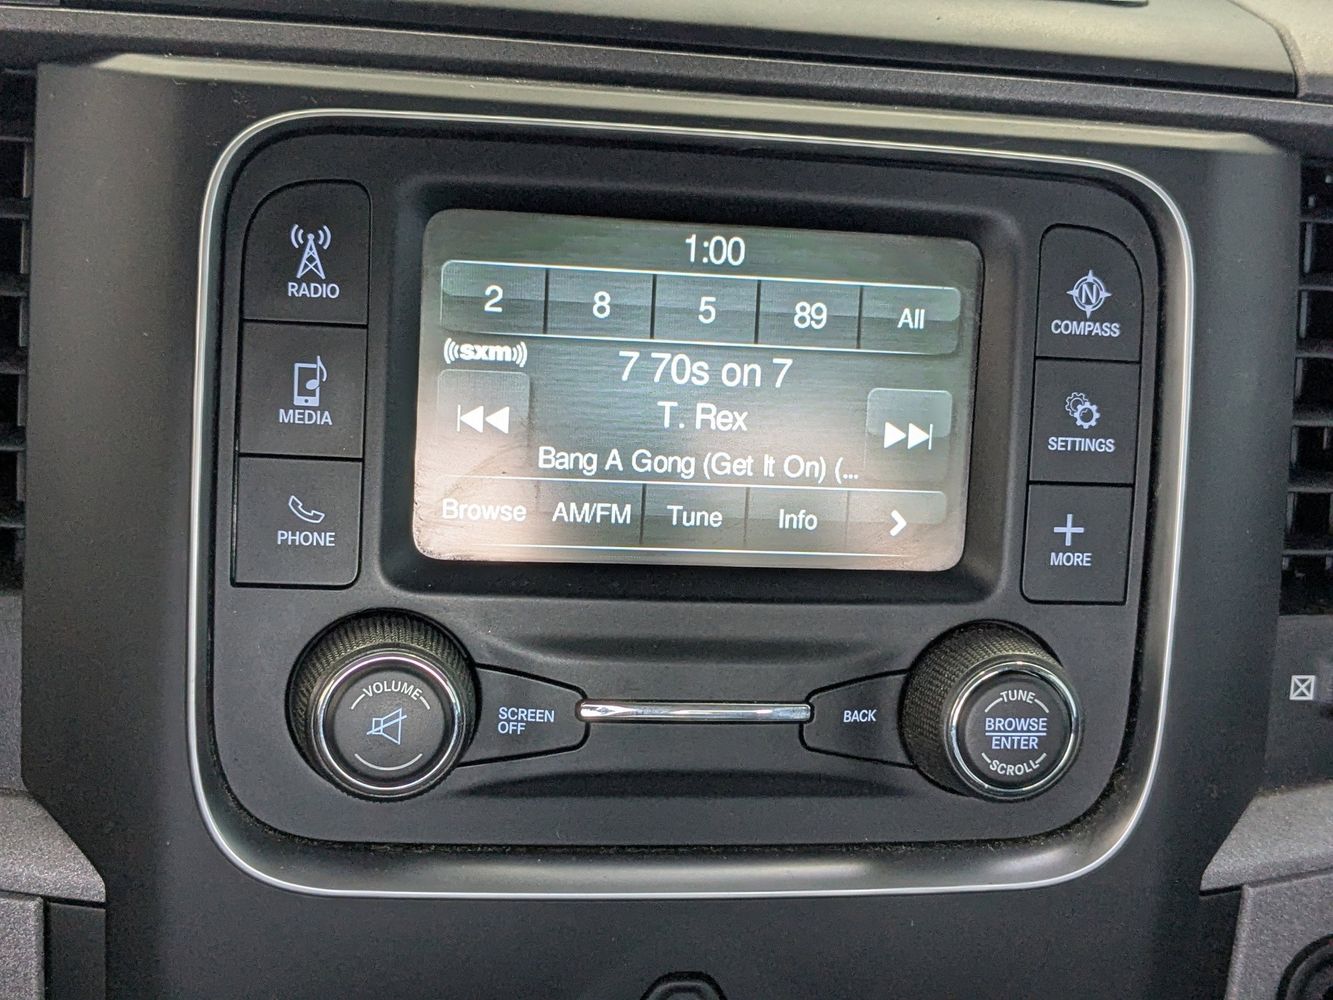 1:00
2 8 5 89 All
((sxm))
7 70s on 7
T. Rex
Bang A Gong (Get It On) (...
Browse AM/FM Tune Info >
RADIO
MEDIA
PHONE
N
COMPASS
SETTINGS
MORE
VOLUME
SCREEN
OFF
BACK
TUNE
BROWSE
ENTER
SCROLL